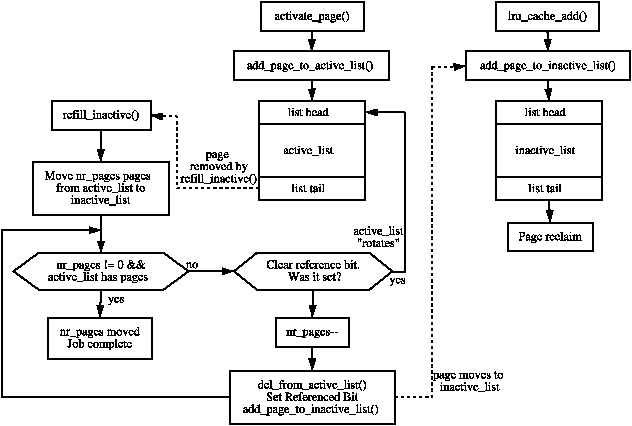 activate_page()
lru_cache_add()
add_page_to_active_list()
add_page_to_inactive_list()
refill_inactive()
list head
list head
active_list
inactive_list
page
removed by
refill_inactive()
Move nr_pages pages
from active_list to
inactive_list
list tail
list tail
active_list
"rotates"
Page reclaim
nr_pages != 0 &&
active_list has pages
no
Clear reference bit.
Was it set?
yes
yes
nr_pages moved
Job complete
nr_pages--
page moves to
inactive_list
del_from_active_list()
Set Referenced Bit
add_page_to_inactive_list()